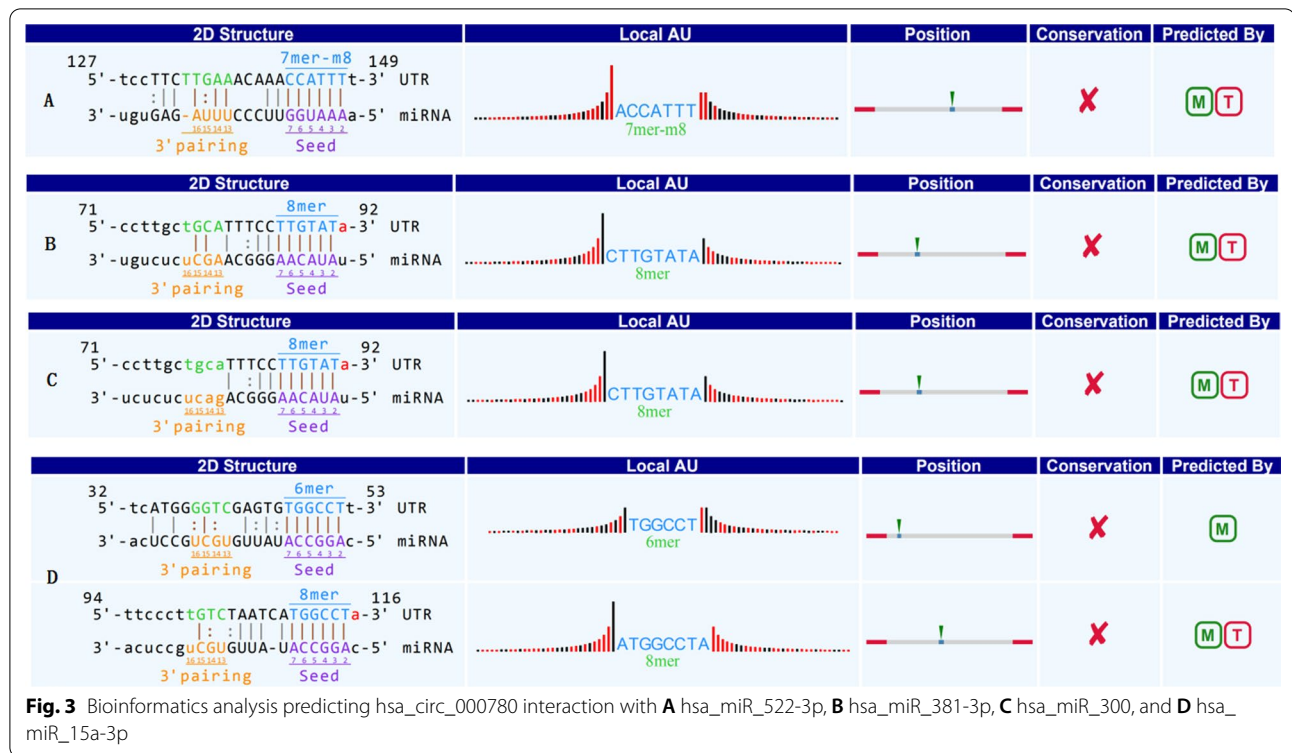 2D Structure Local AU Position Conservation Predicted By
7mer-m8
127 149
5'-tccTTCTTGAAACAAACCATTTt-3' UTR
A
ACCATTT
M T
3'-uguGAG-AUUUCCCUUGGUAAAa-5' miRNA
16 15 14 13 7 6 5 4 3 2
7mer-m8
3'pairing Seed
2D Structure Local AU Position Conservation Predicted By
8mer
71 92
5'-ccttgctGCATTTCCTTGTATa-3' UTR
B
CTTGTATA
M T
3'-ugucucuCGAACGGGAACAUAu-5' miRNA
16 15 14 13 7 6 5 4 3 2
8mer
3'pairing Seed
2D Structure Local AU Position Conservation Predicted By
8mer
71 92
5'-ccttgctgcaTTTCCTTGTATa-3' UTR
C
CTTGTATA
M T
3'-ucucucucagACGGGAACAUAu-5' miRNA
16 15 14 13 7 6 5 4 3 2
8mer
3'pairing Seed
2D Structure Local AU Position Conservation Predicted By
6mer
32 53
5'-tcATGGGGTCGAGTGTGGCCTt-3' UTR
TGGCCT
M
3'-acUCCGUCGUGUUAUACCGGAc-5' miRNA
16 15 14 13 7 6 5 4 3 2
6mer
3'pairing Seed
D
8mer
94 116
5'-ttcccttGTCTAATCATGGCCTa-3' UTR
ATGGCCTA
M T
3'-acuccguCGUGUUA-UACCGGAc-5' miRNA
16 15 14 13 7 6 5 4 3 2
8mer
3'pairing Seed
Fig. 3 Bioinformatics analysis predicting hsa_circ_000780 interaction with A hsa_miR_522-3p, B hsa_miR_381-3p, C hsa_miR_300, and D hsa_
miR_15a-3p